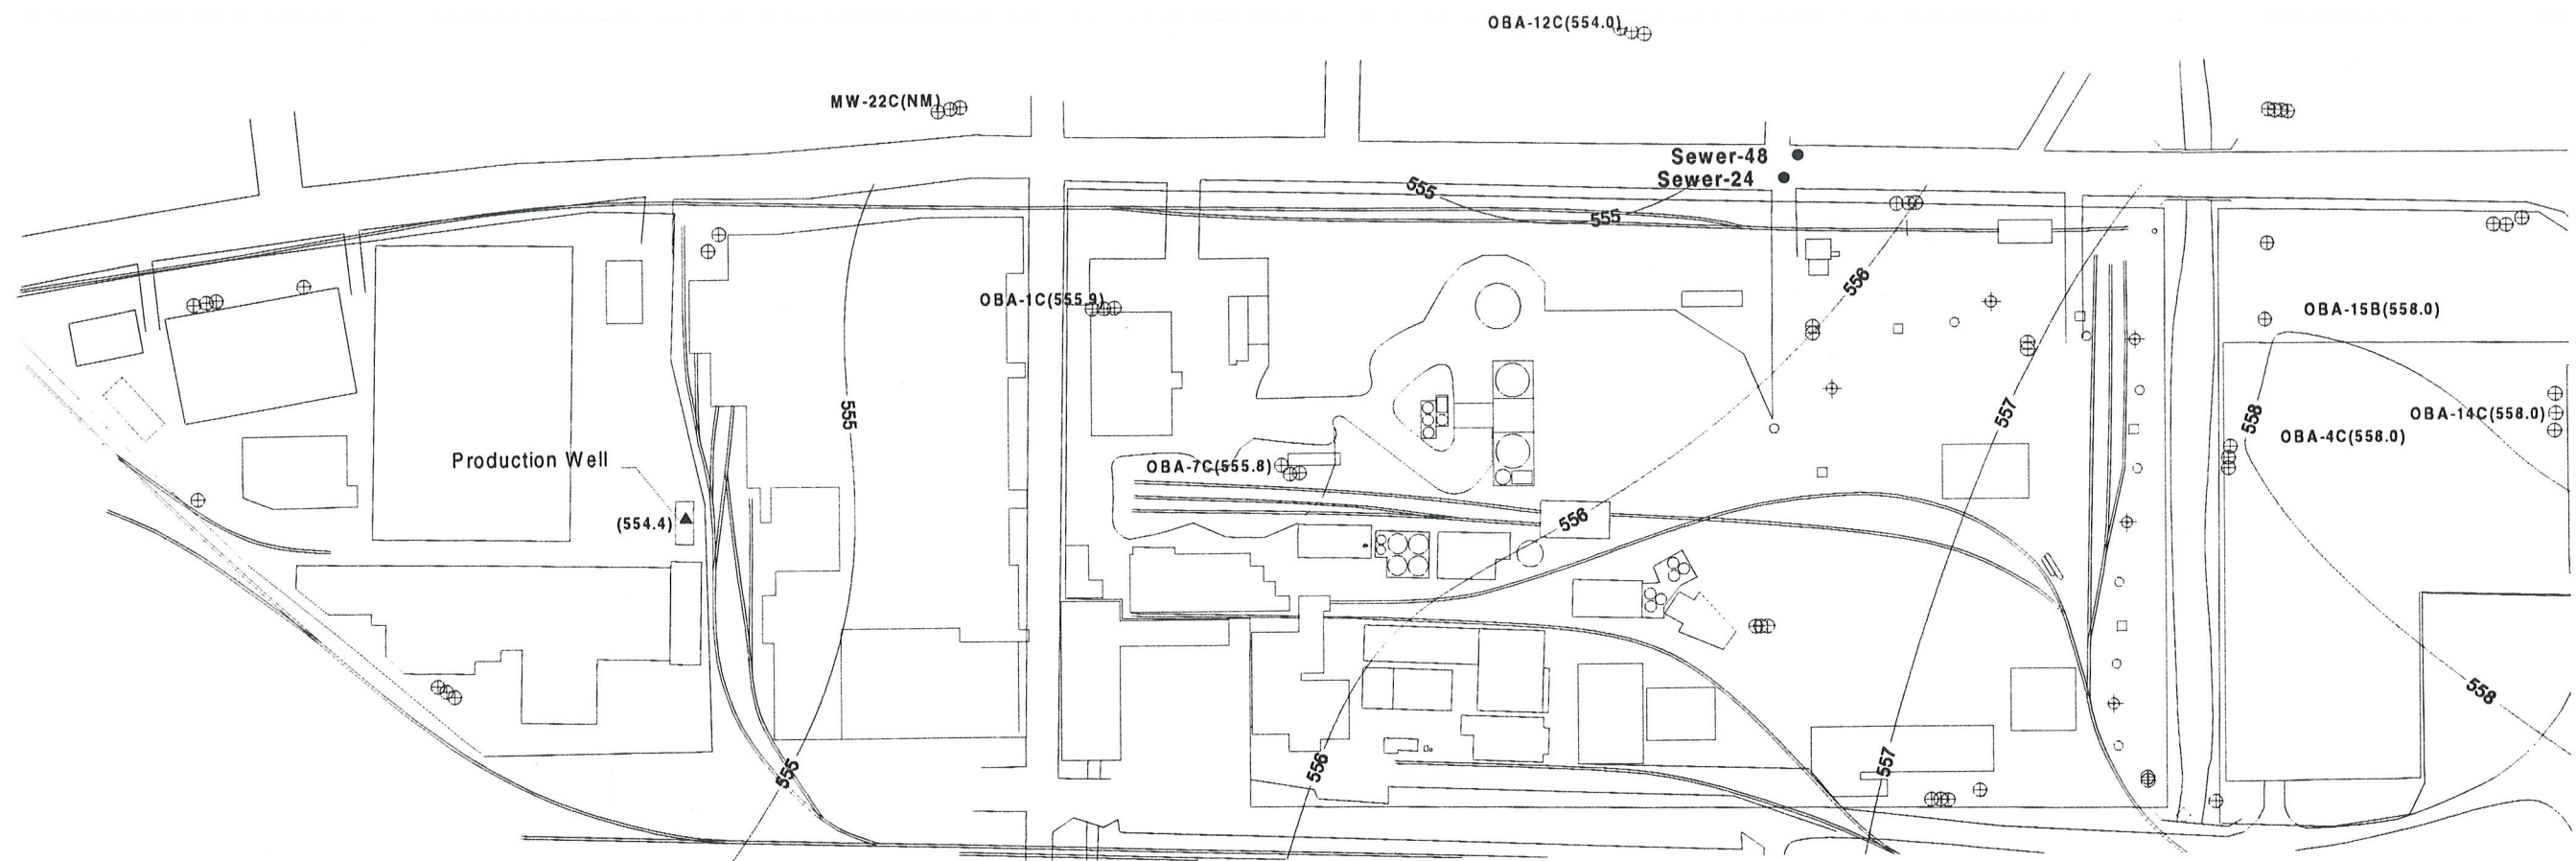 OBA-12C(554.0)
MW-22C(NM)
Sewer-48
Sewer-24
555
555
556
OBA-1C(555.9)
OBA-15B(558.0)
555
557
558
OBA-14C(558.0)
OBA-4C(558.0)
Production Well
OBA-7C(555.8)
(554.4)
556
558
555
556
557